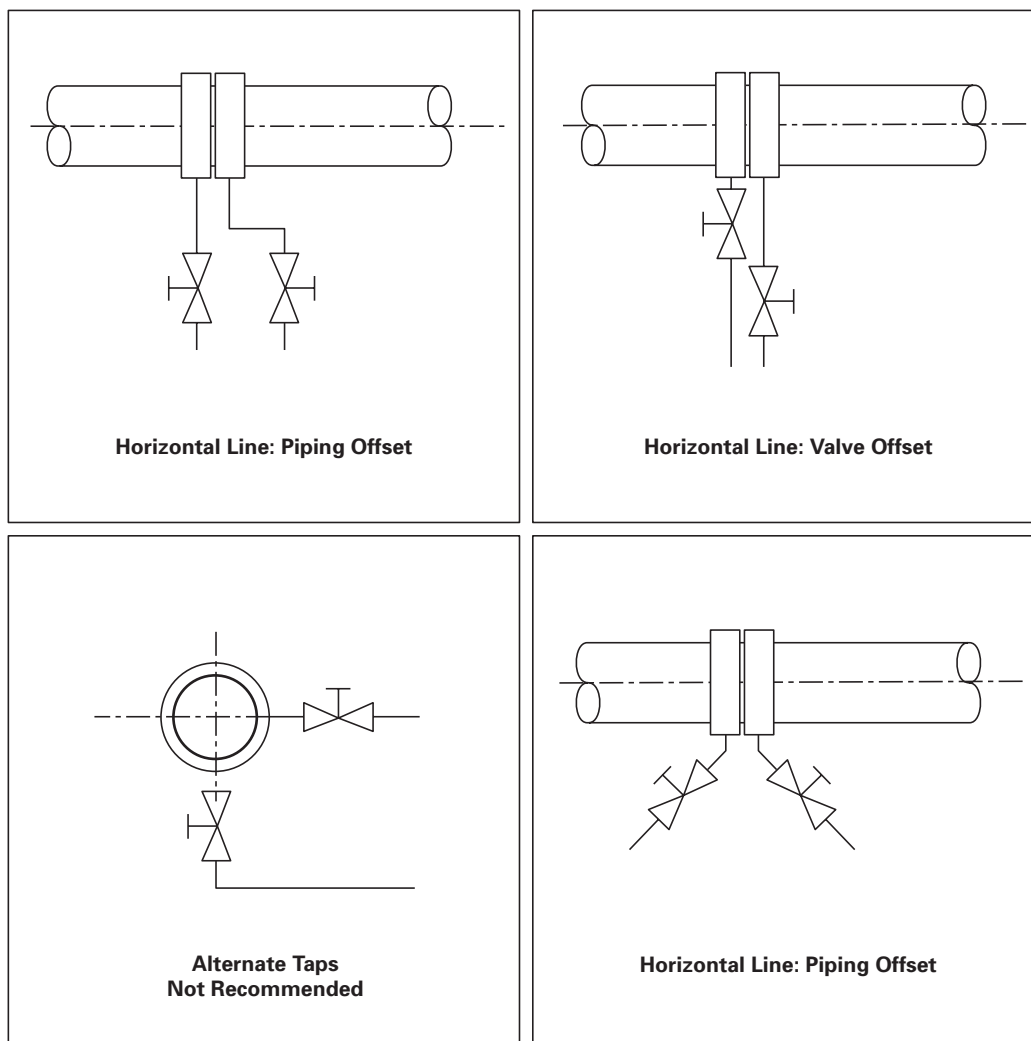 Horizontal Line: Piping Offset
Horizontal Line: Valve Offset
Alternate Taps
Not Recommended
Horizontal Line: Piping Offset